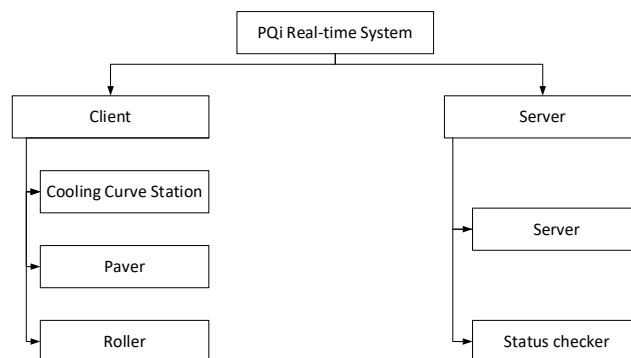 PQi Real-time System
Client
Server
Cooling Curve Station
Server
Paver
Roller
Status checker